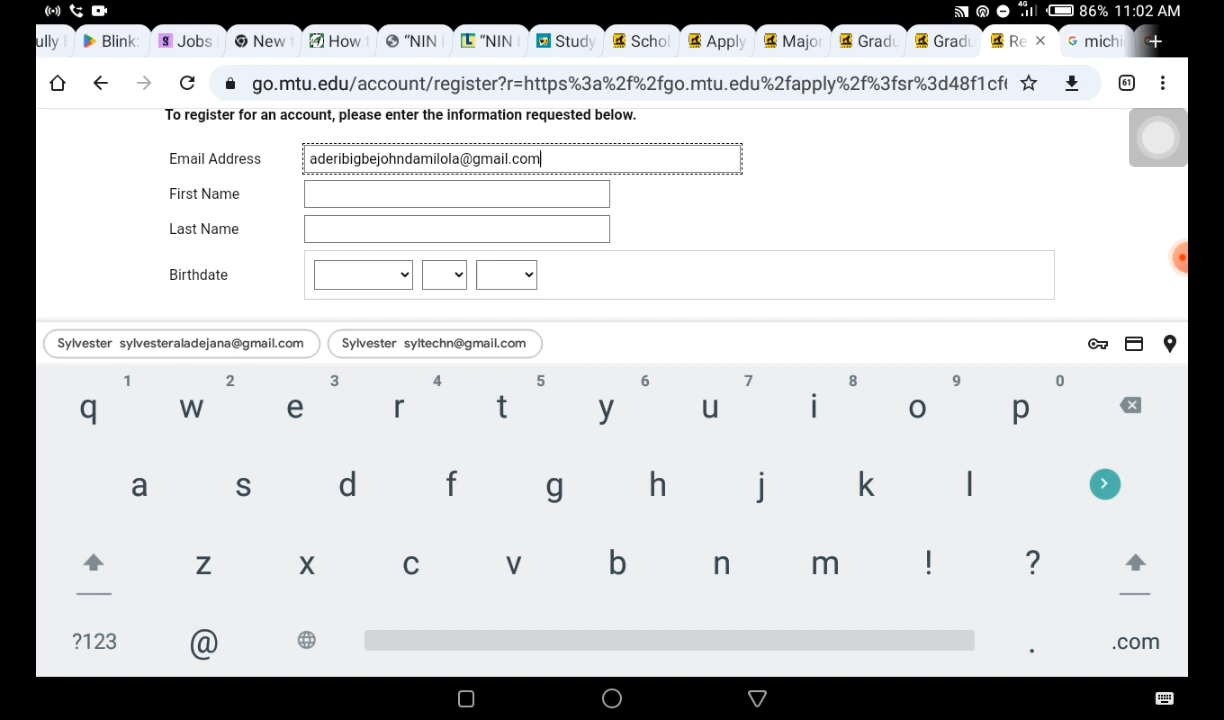 4G 86% 11:02 AM
ully Blink: Jobs New t How t "NIN "NIN Study Schol Apply Major Gradu Gradu Re × michi +
go.mtu.edu/account/register?r=https%3a%2f%2fgo.mtu.edu%2fapply%2f%3fsr%3d48f1cf 61
To register for an account, please enter the information requested below.
Email Address aderibigbejohndamilola@gmail.com
First Name
Last Name
Birthdate
Sylvester sylvesteraladejana@gmail.com Sylvester syltechn@gmail.com
1 2 3 4 5 6 7 8 9 0
q w e r t y u i o p
a s d f g h j k l
z x c v b n m ! ?
?123 @ . .com